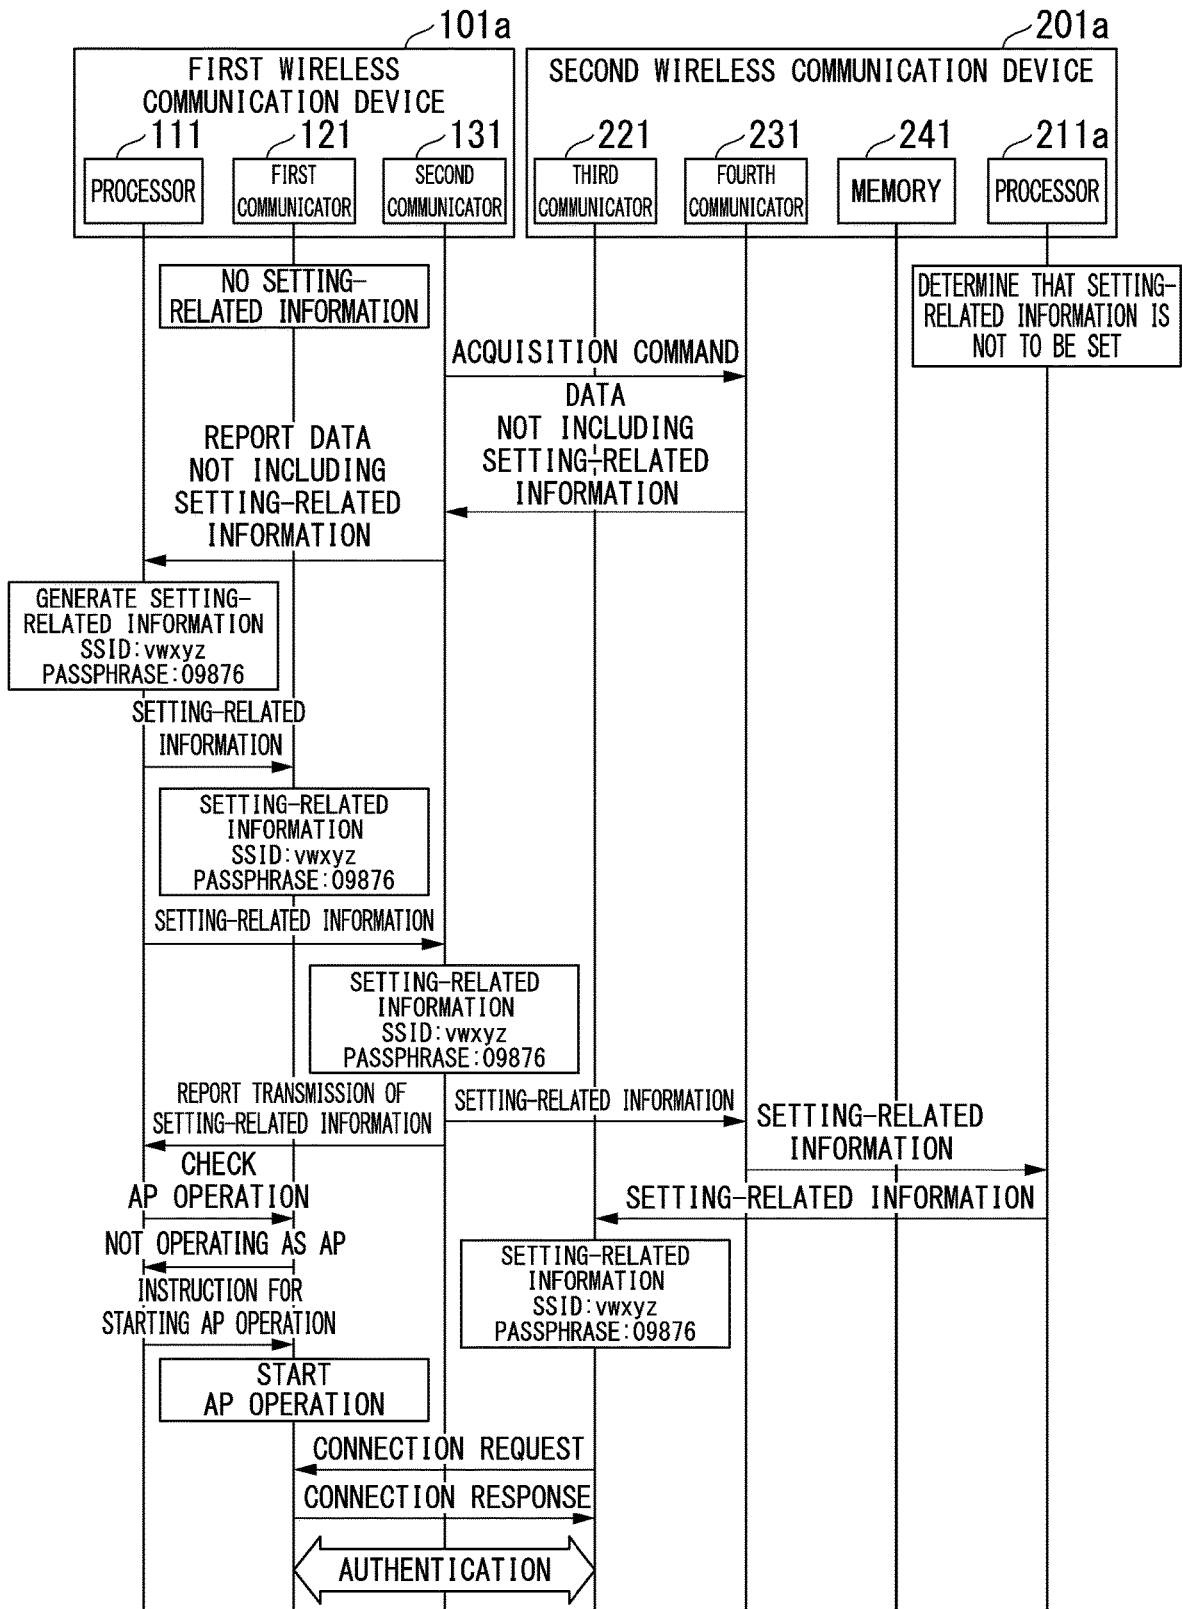 101a
201a
FIRST WIRELESS
COMMUNICATION DEVICE
SECOND WIRELESS COMMUNICATION DEVICE
111
121
131
221
231
241
211a
PROCESSOR
FIRST
COMMUNICATOR
SECOND
COMMUNICATOR
THIRD
COMMUNICATOR
FOURTH
COMMUNICATOR
MEMORY
PROCESSOR
NO SETTING-
RELATED INFORMATION
DETERMINE THAT SETTING-
RELATED INFORMATION IS
NOT TO BE SET
ACQUISITION COMMAND
DATA
NOT INCLUDING
SETTING-RELATED
INFORMATION
REPORT DATA
NOT INCLUDING
SETTING-RELATED
INFORMATION
GENERATE SETTING-
RELATED INFORMATION
SSID:vwxyz
PASSPHRASE:09876
SETTING-RELATED
INFORMATION
SETTING-RELATED
INFORMATION
SSID:vwxyz
PASSPHRASE:09876
SETTING-RELATED INFORMATION
SETTING-RELATED
INFORMATION
SSID:vwxyz
PASSPHRASE:09876
REPORT TRANSMISSION OF
SETTING-RELATED INFORMATION
SETTING-RELATED INFORMATION
SETTING-RELATED
INFORMATION
CHECK
AP OPERATION
SETTING-RELATED INFORMATION
NOT OPERATING AS AP
SETTING-RELATED
INFORMATION
SSID:vwxyz
PASSPHRASE:09876
INSTRUCTION FOR
STARTING AP OPERATION
START
AP OPERATION
CONNECTION REQUEST
CONNECTION RESPONSE
AUTHENTICATION